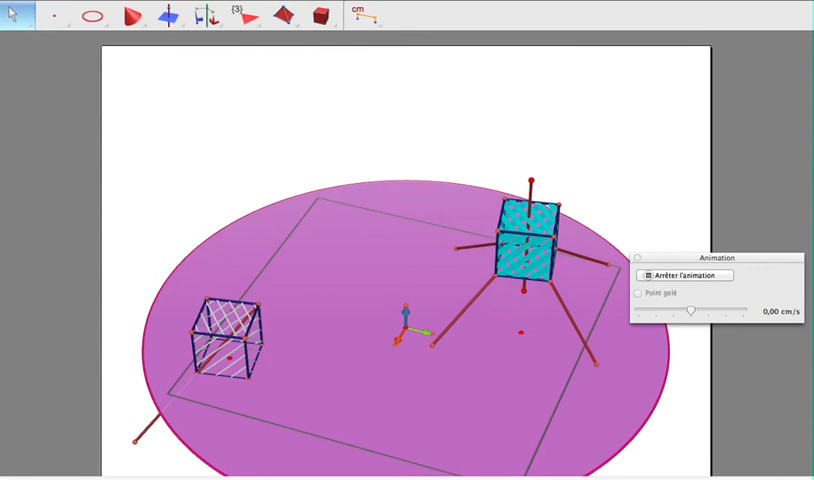 {3}
cm
Animation
Arrêter l'animation
Point gelé
0,00 cm/s